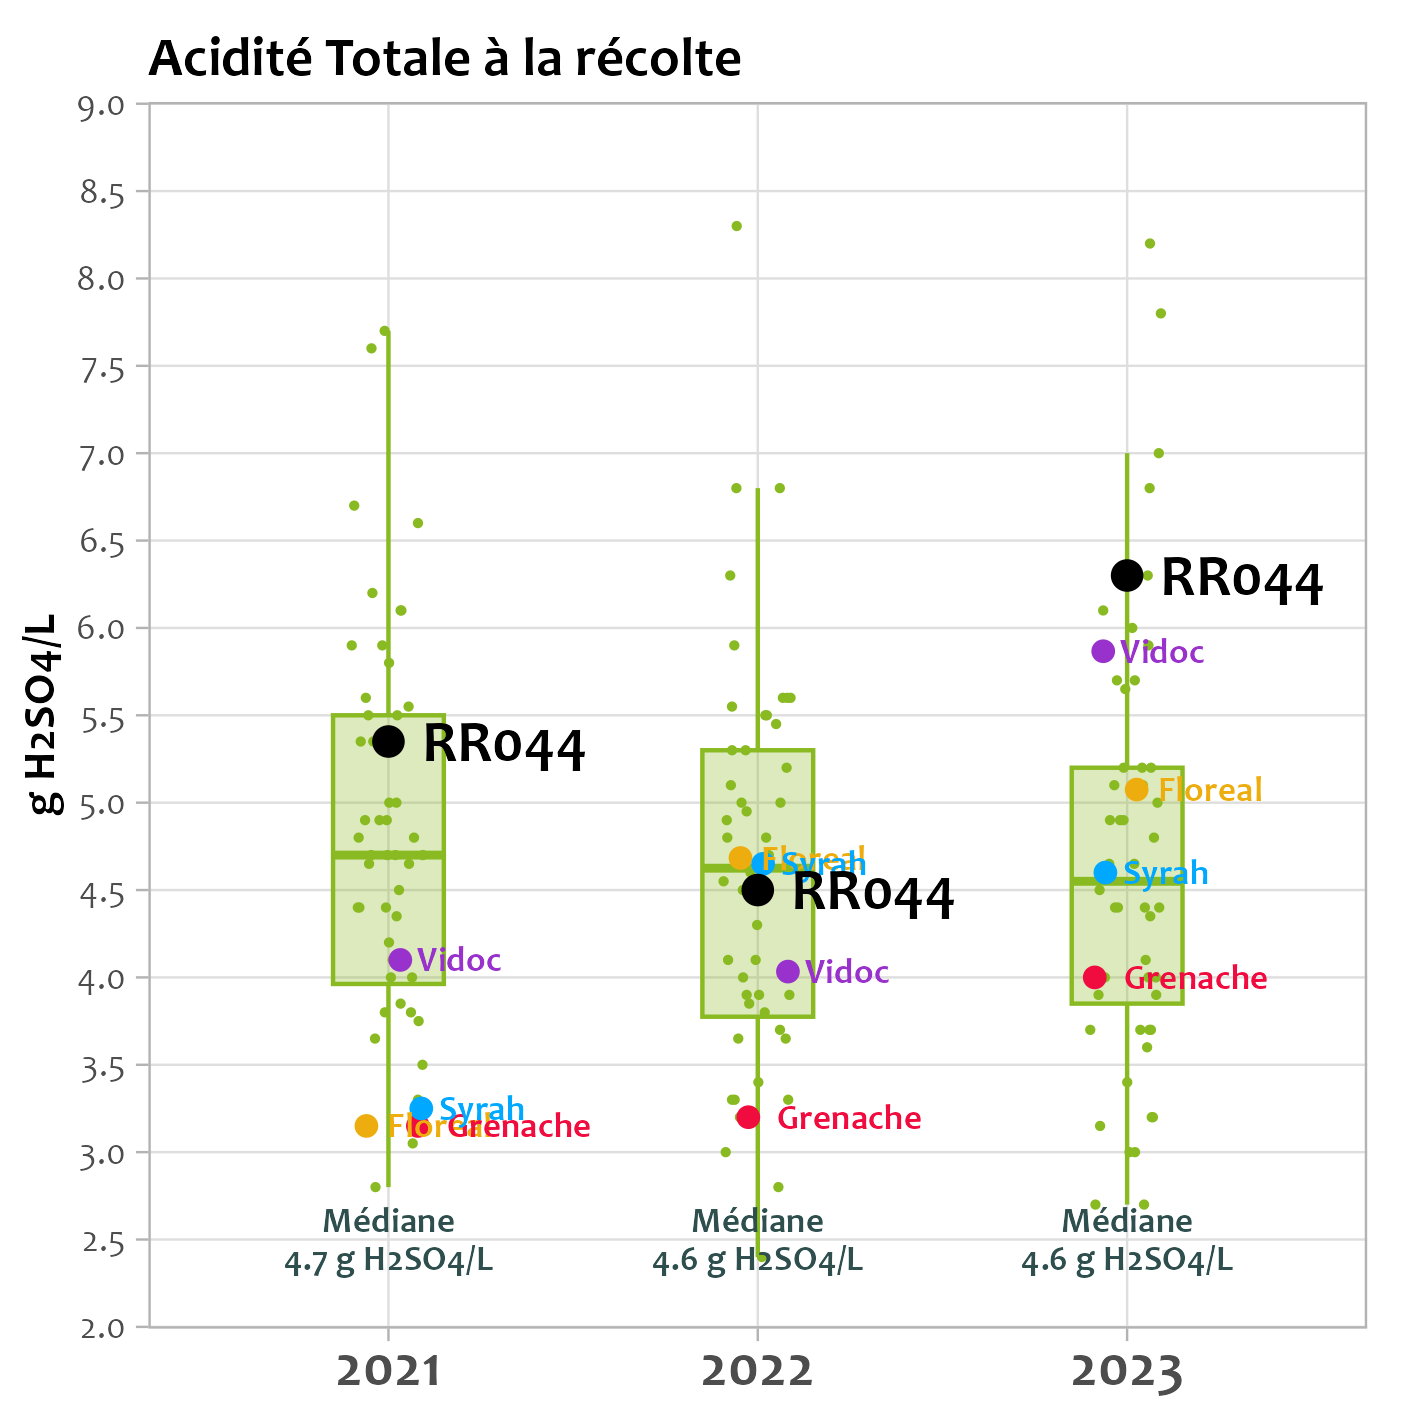 Acidité Totale à la récolte
g H2SO4/L
9.0
8.5
8.0
7.5
7.0
6.5
6.0
5.5
5.0
4.5
4.0
3.5
3.0
2.5
2.0
RR044
Vidoc
Syrah
Floreal
Grenache
Médiane
4.7 g H2SO4/L
Floreal
Syrah
RR044
Vidoc
Grenache
Médiane
4.6 g H2SO4/L
RR044
Vidoc
Floreal
Syrah
Grenache
Médiane
4.6 g H2SO4/L
2021
2022
2023